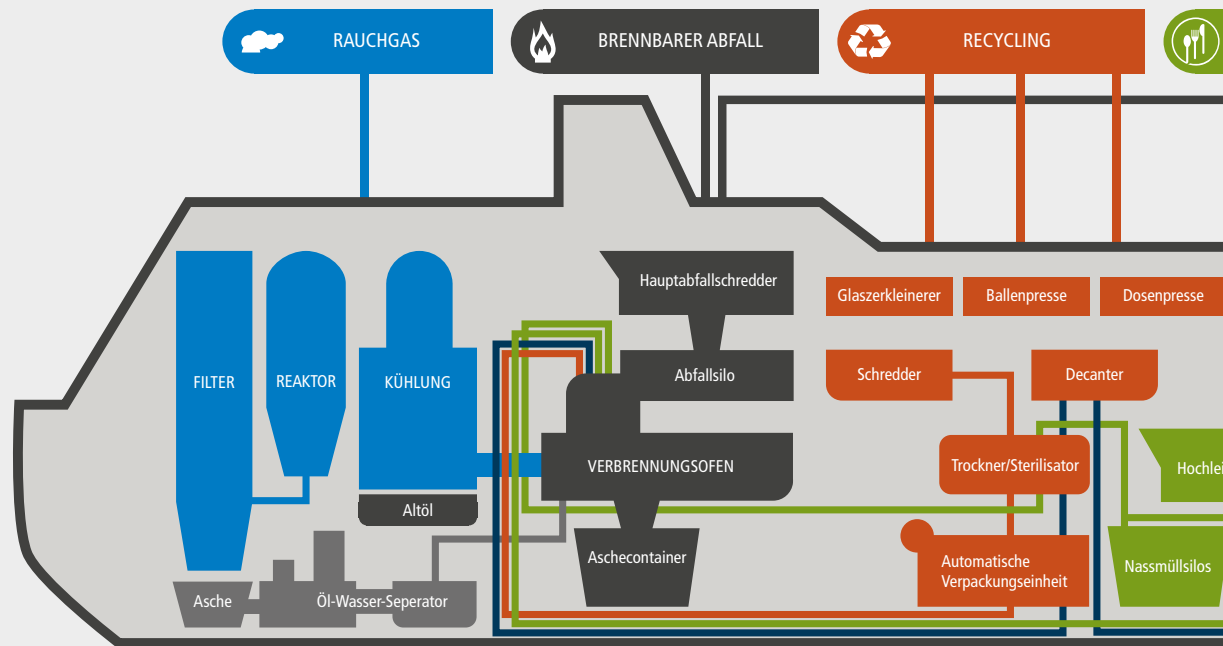 RAUCHGAS
BRENNBARER ABFALL
RECYCLING
Hauptabfallschredder
Glaszerkleinerer
Ballenpresse
Dosenpresse
FILTER
REAKTOR
KÜHLUNG
Abfallsilo
Schredder
Decanter
VERBRENNUNGSOFEN
Trockner/Sterilisator
Hochlei
Altöl
Aschecontainer
Automatische
Verpackungseinheit
Nassmüllsilos
Asche
Öl-Wasser-Seperator